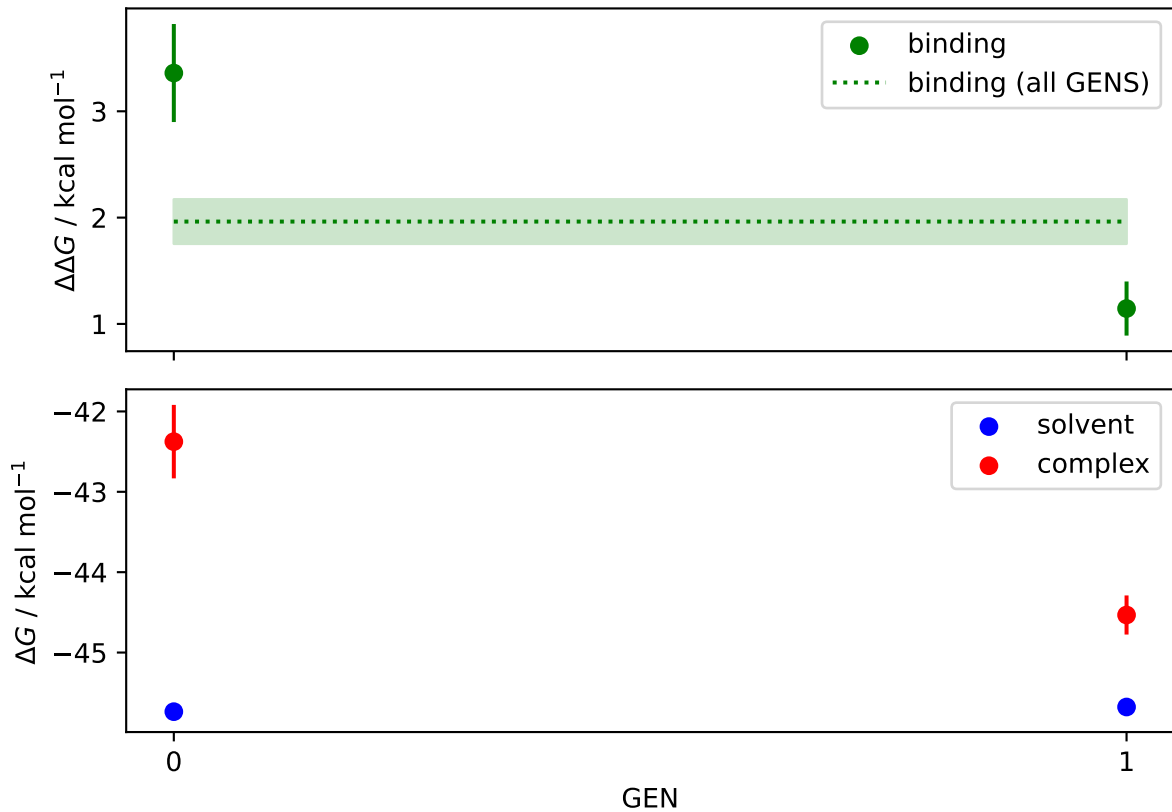 binding
binding (all GENS)
3
2
1
ΔΔG / kcal mol⁻¹
solvent
complex
−42
−43
−44
−45
ΔG / kcal mol⁻¹
0
1
GEN